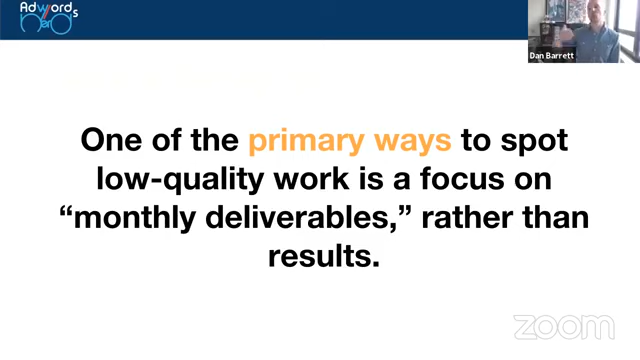 AdWords
Nerd
Dan Barrett
One of the primary ways to spot
low-quality work is a focus on
“monthly deliverables,” rather than
results.
zoom